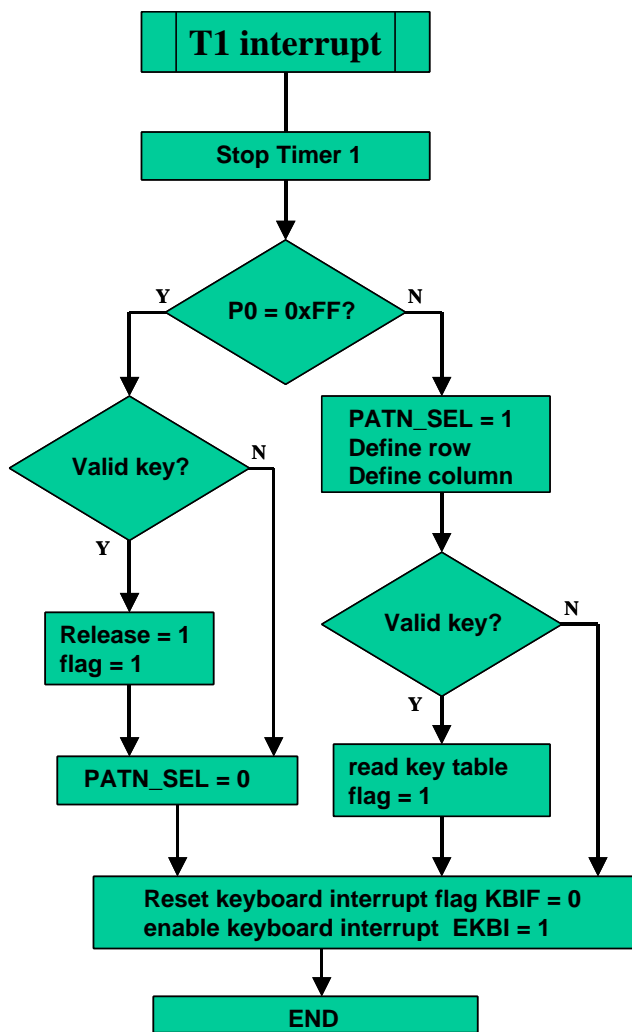 T1 interrupt
Stop Timer 1
P0 = 0xFF?
Y
N
PATN_SEL = 1
Define row
Define column
Valid key?
N
Y
Release = 1
flag = 1
PATN_SEL = 0
Valid key?
N
Y
read key table
flag = 1
Reset keyboard interrupt flag KBIF = 0
enable keyboard interrupt EKBI = 1
END